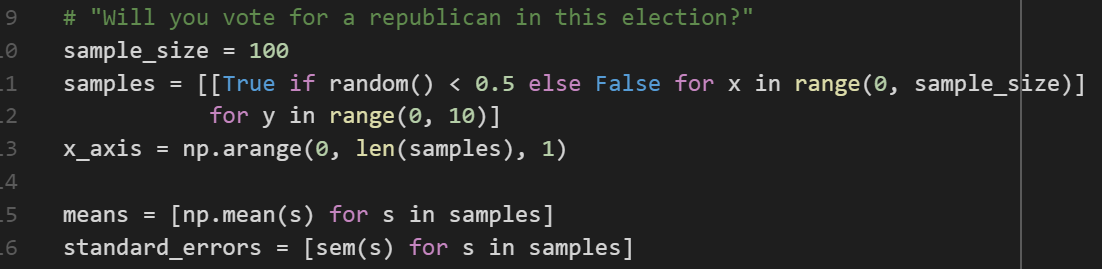 9 # "Will you vote for a republican in this election?"
.0 sample_size = 100
.1 samples = [[True if random() < 0.5 else False for x in range(0, sample_size)]
.2 for y in range(0, 10)]
.3 x_axis = np.arange(0, len(samples), 1)
.4
.5 means = [np.mean(s) for s in samples]
.6 standard_errors = [sem(s) for s in samples]